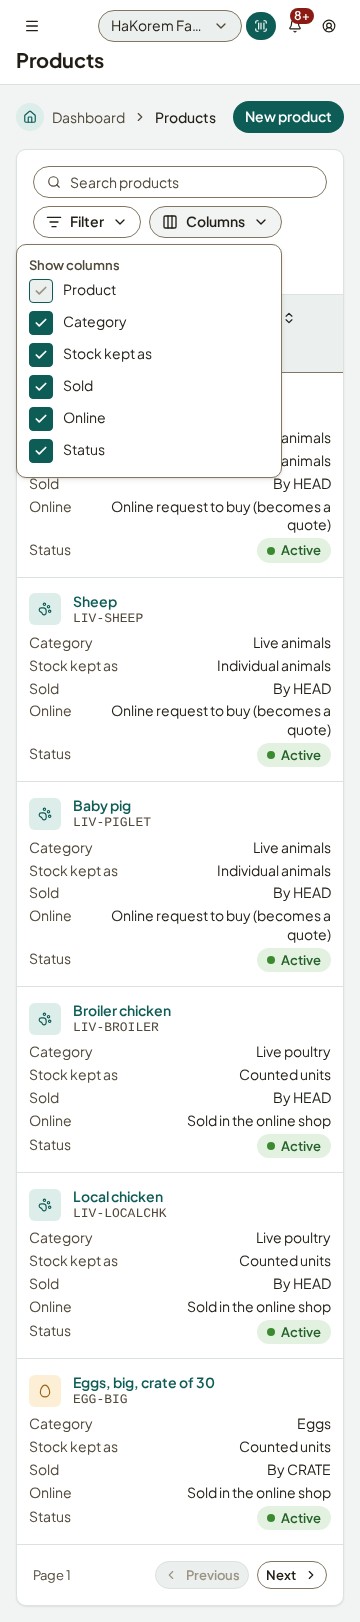 HaKorem Fa...
8+
Products
Dashboard
Products
New product
Search products
Filter
Columns
Show columns
Product
Category
Stock kept as
Sold
Online
Status
animals
animals
Sold By HEAD
Online Online request to buy (becomes a
quote)
Status Active
Sheep
LIV-SHEEP
Category Live animals
Stock kept as Individual animals
Sold By HEAD
Online Online request to buy (becomes a
quote)
Status Active
Baby pig
LIV-PIGLET
Category Live animals
Stock kept as Individual animals
Sold By HEAD
Online Online request to buy (becomes a
quote)
Status Active
Broiler chicken
LIV-BROILER
Category Live poultry
Stock kept as Counted units
Sold By HEAD
Online Sold in the online shop
Status Active
Local chicken
LIV-LOCALCHK
Category Live poultry
Stock kept as Counted units
Sold By HEAD
Online Sold in the online shop
Status Active
Eggs, big, crate of 30
EGG-BIG
Category Eggs
Stock kept as Counted units
Sold By CRATE
Online Sold in the online shop
Status Active
Page 1
Previous
Next